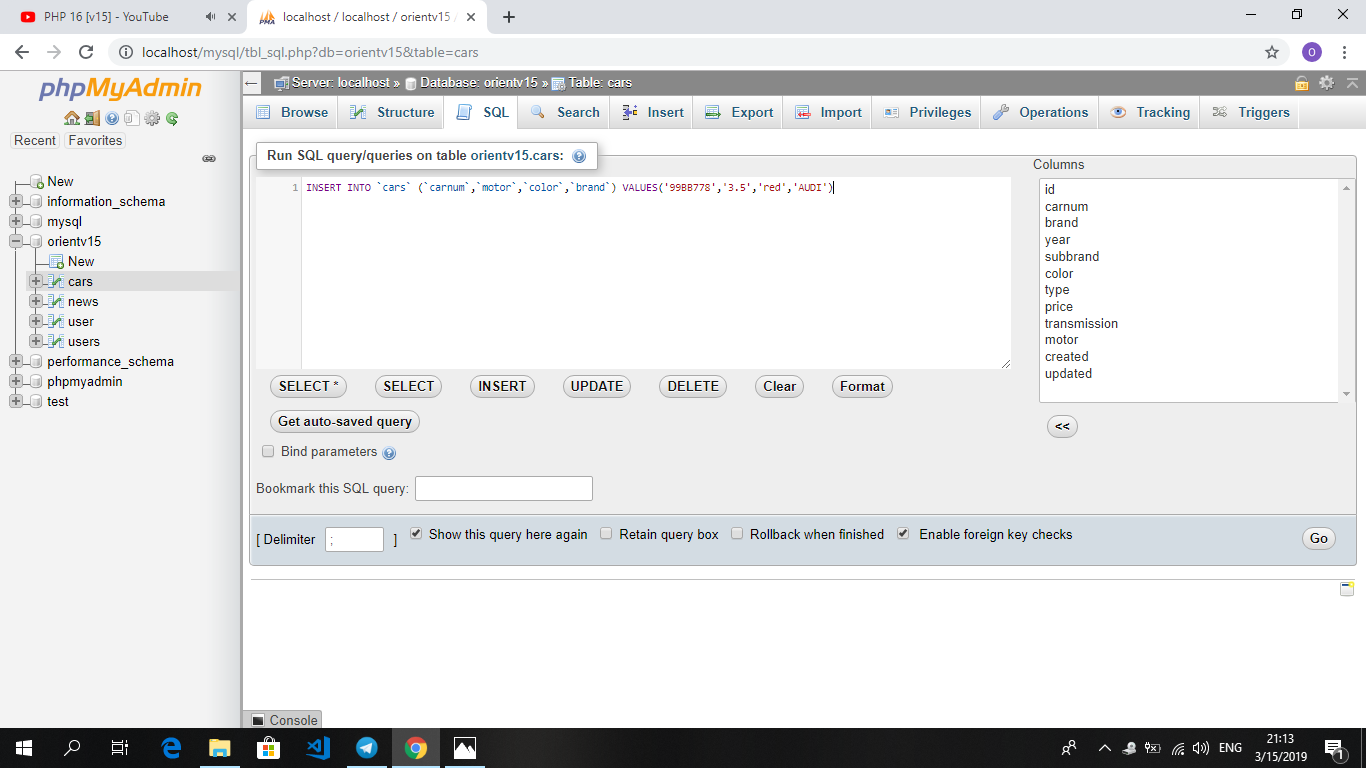 PHP 16 [v15] - YouTube
localhost / localhost / orientv15 /
localhost/mysql/tbl_sql.php?db=orientv15&table=cars
O
phpMyAdmin
Recent Favorites
New
information_schema
mysql
orientv15
New
cars
news
user
users
performance_schema
phpmyadmin
test
Server: localhost » Database: orientv15 » Table: cars
Browse Structure SQL Search Insert Export Import Privileges Operations Tracking Triggers
Run SQL query/queries on table orientv15.cars:
1 INSERT INTO `cars` (`carnum`,`motor`,`color`,`brand`) VALUES('99BB778','3.5','red','AUDI')
Columns
id
carnum
brand
year
subbrand
color
type
price
transmission
motor
created
updated
<<
SELECT * SELECT INSERT UPDATE DELETE Clear Format
Get auto-saved query
Bind parameters
Bookmark this SQL query:
[ Delimiter ; ] Show this query here again Retain query box Rollback when finished Enable foreign key checks Go
Console
ENG
21:13
3/15/2019
1